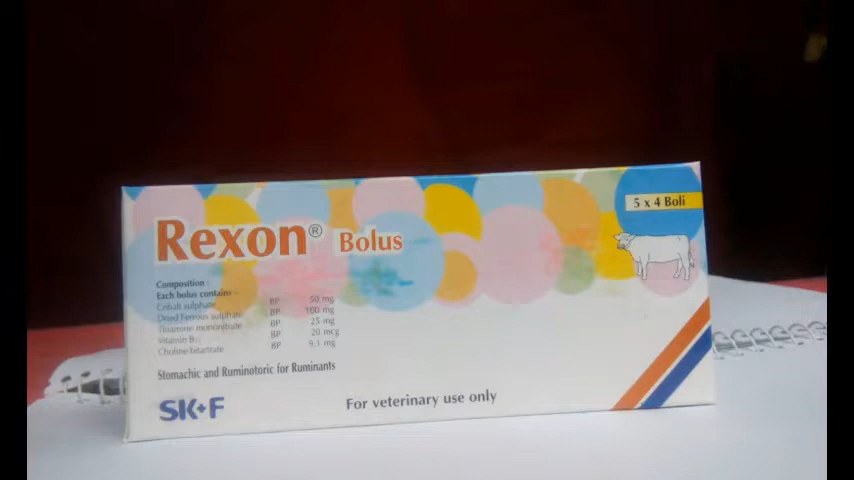 5 x 4 Boli
Rexon® Bolus
Composition :
Each bolus contains -
Cobalt sulphate BP 50 mg
Dried Ferrous sulphate BP 100 mg
Thiamine mononitrate BP 25 mg
Vitamin B12 BP 20 mcg
Choline bitartrate BP 9.1 mg
Stomachic and Ruminotoric for Ruminants
SK+F
For veterinary use only